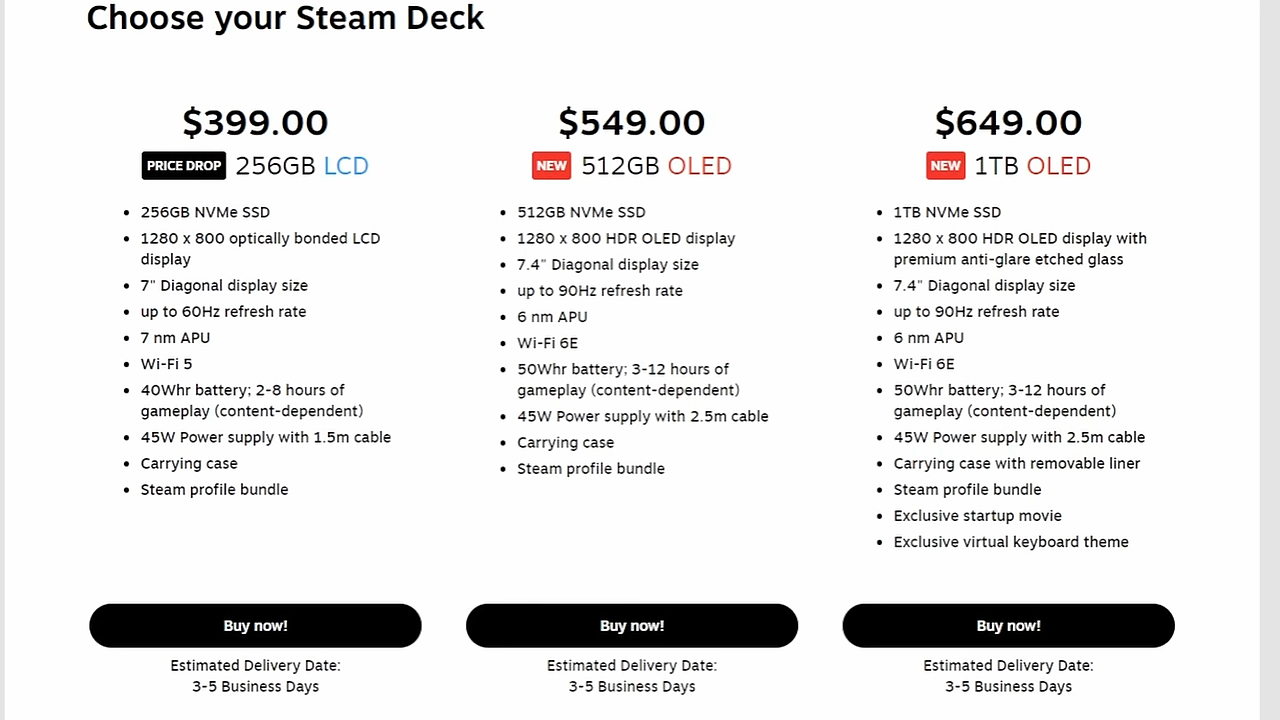 Choose your Steam Deck
$399.00
PRICE DROP 256GB LCD
256GB NVMe SSD
1280 x 800 optically bonded LCD
display
7" Diagonal display size
up to 60Hz refresh rate
7 nm APU
Wi-Fi 5
40Whr battery; 2-8 hours of
gameplay (content-dependent)
45W Power supply with 1.5m cable
Carrying case
Steam profile bundle
Buy now!
Estimated Delivery Date:
3-5 Business Days
$549.00
NEW 512GB OLED
512GB NVMe SSD
1280 x 800 HDR OLED display
7.4" Diagonal display size
up to 90Hz refresh rate
6 nm APU
Wi-Fi 6E
50Whr battery; 3-12 hours of
gameplay (content-dependent)
45W Power supply with 2.5m cable
Carrying case
Steam profile bundle
Buy now!
Estimated Delivery Date:
3-5 Business Days
$649.00
NEW 1TB OLED
1TB NVMe SSD
1280 x 800 HDR OLED display with
premium anti-glare etched glass
7.4" Diagonal display size
up to 90Hz refresh rate
6 nm APU
Wi-Fi 6E
50Whr battery; 3-12 hours of
gameplay (content-dependent)
45W Power supply with 2.5m cable
Carrying case with removable liner
Steam profile bundle
Exclusive startup movie
Exclusive virtual keyboard theme
Buy now!
Estimated Delivery Date:
3-5 Business Days